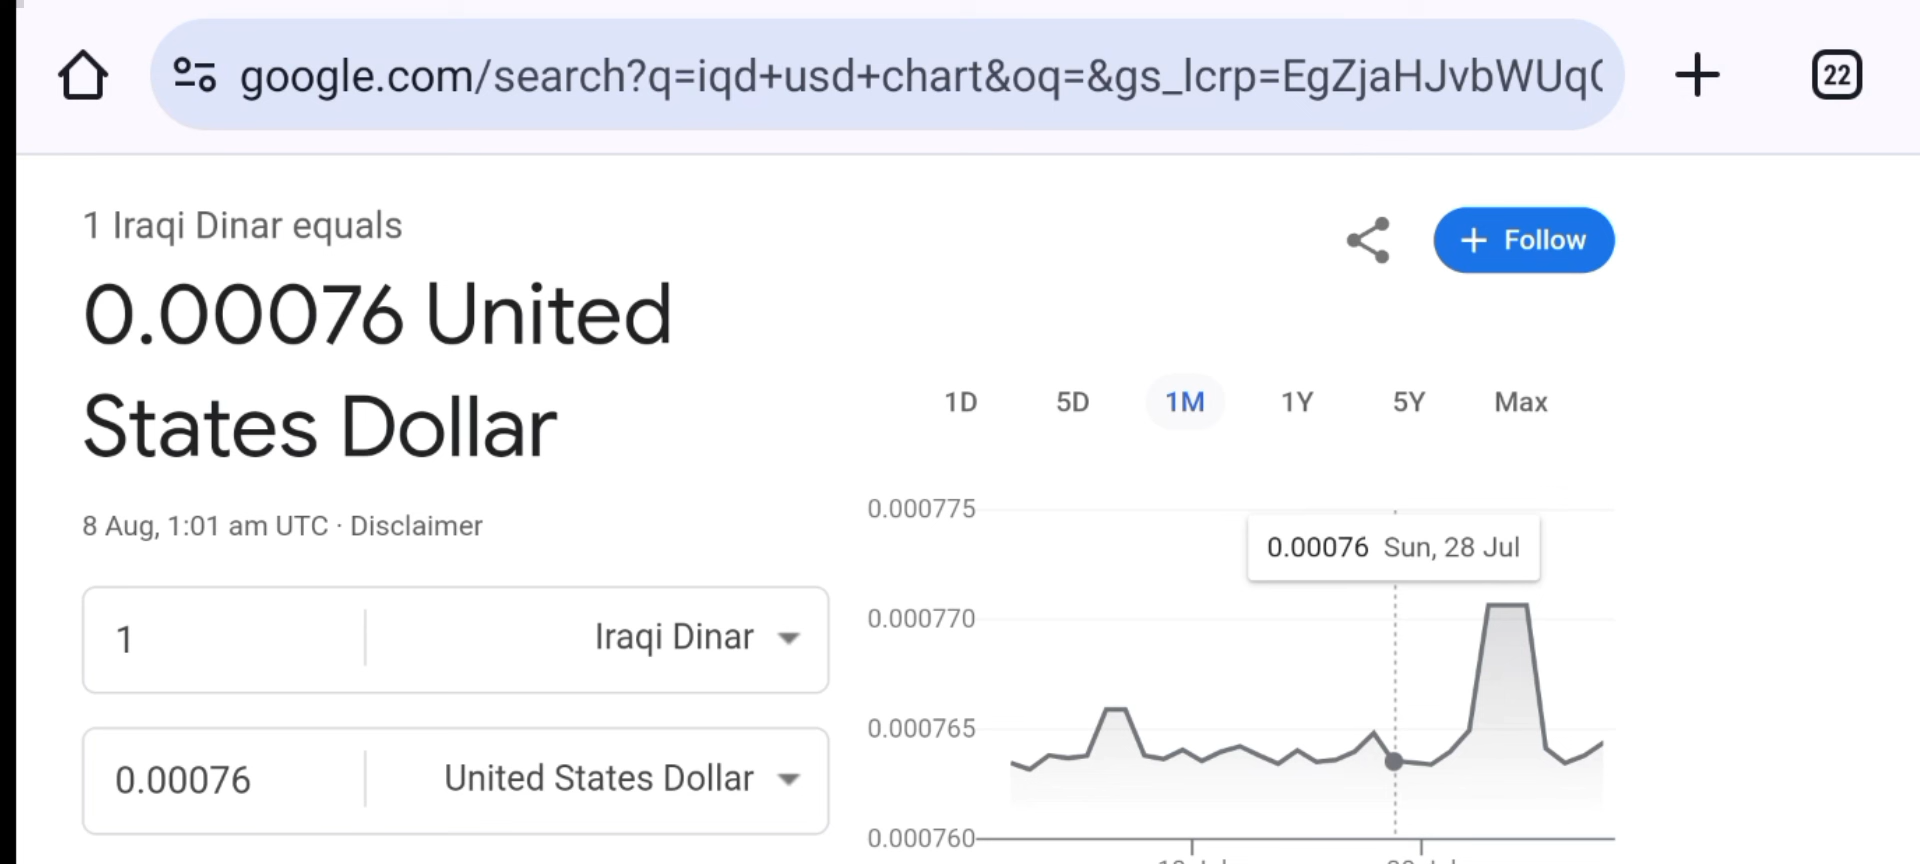 google.com/search?q=iqd+usd+chart&oq=&gs_lcrp=EgZjaHJvbWUqC
22
1 Iraqi Dinar equals
0.00076 United
States Dollar
8 Aug, 1:01 am UTC · Disclaimer
1
Iraqi Dinar
0.00076
United States Dollar
+ Follow
1D 5D 1M 1Y 5Y Max
0.000775
0.00076 Sun, 28 Jul
0.000770
0.000765
0.000760